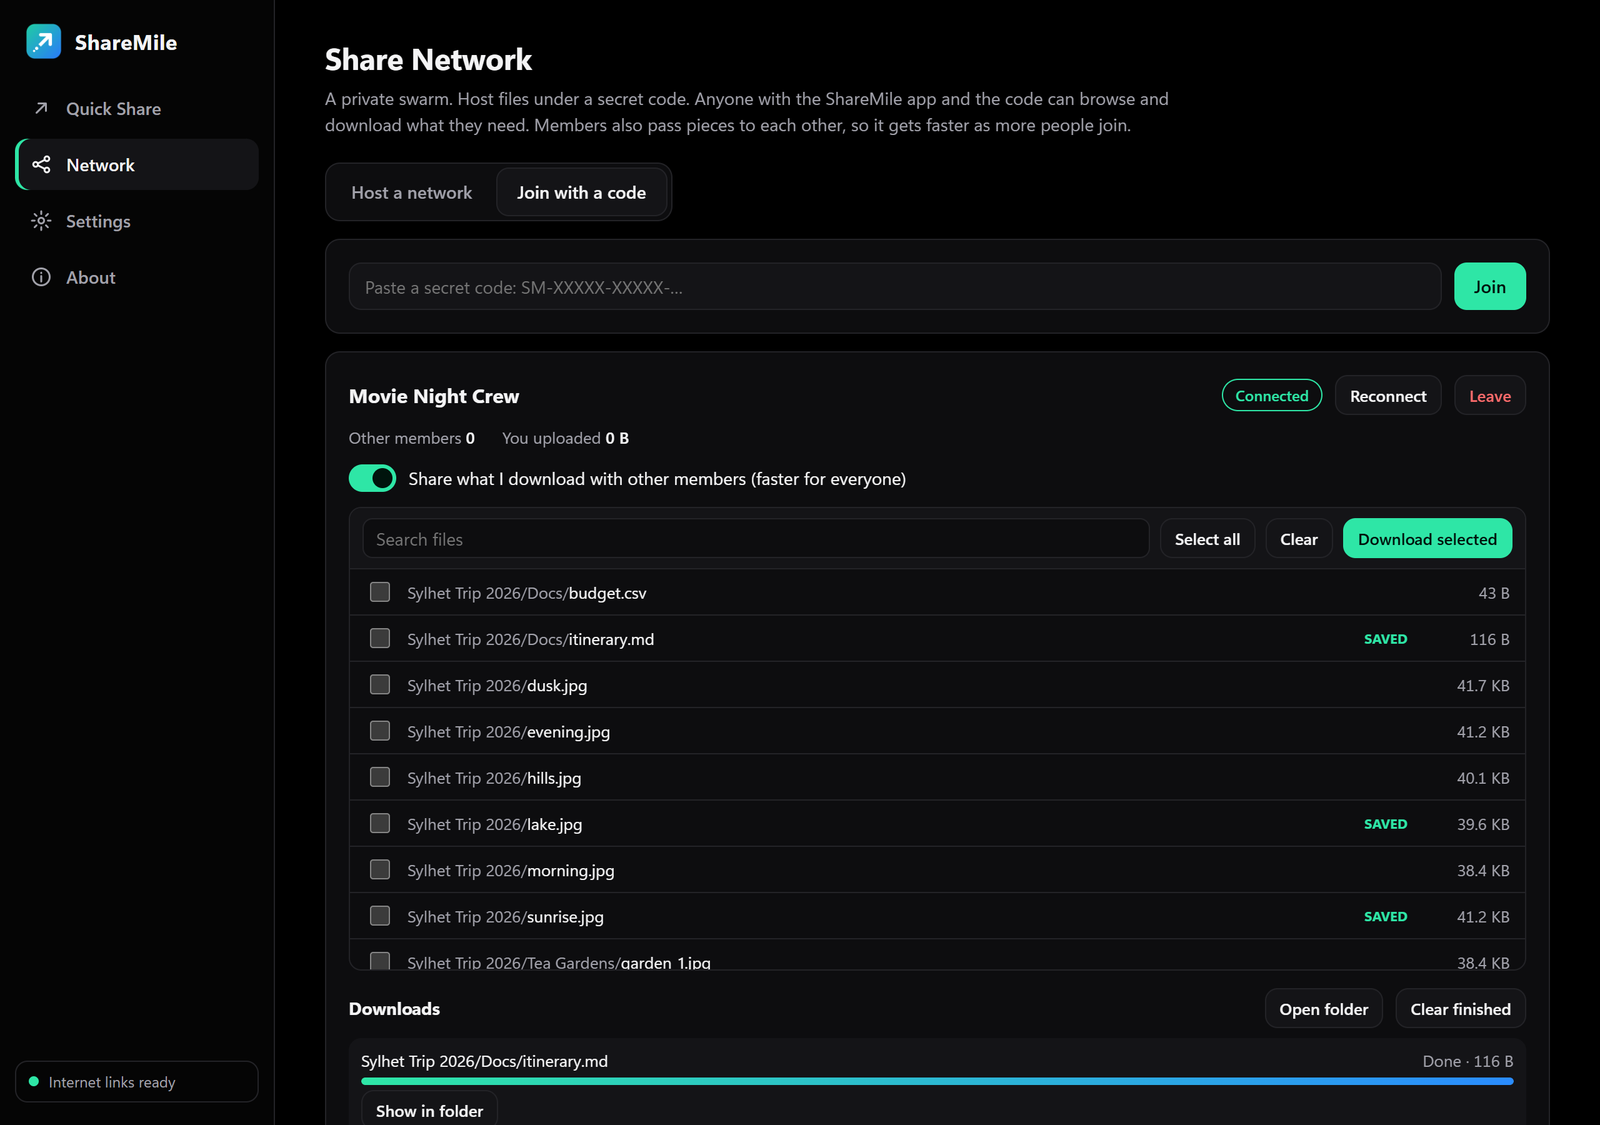 ShareMile
Quick Share
Network
Settings
About
Internet links ready
Share Network
A private swarm. Host files under a secret code. Anyone with the ShareMile app and the code can browse and
download what they need. Members also pass pieces to each other, so it gets faster as more people join.
Host a network Join with a code
Paste a secret code: SM-XXXXX-XXXXX-... Join
Movie Night Crew Connected Reconnect Leave
Other members 0 You uploaded 0 B
Share what I download with other members (faster for everyone)
Search files Select all Clear Download selected
Sylhet Trip 2026/Docs/budget.csv 43 B
Sylhet Trip 2026/Docs/itinerary.md SAVED 116 B
Sylhet Trip 2026/dusk.jpg 41.7 KB
Sylhet Trip 2026/evening.jpg 41.2 KB
Sylhet Trip 2026/hills.jpg 40.1 KB
Sylhet Trip 2026/lake.jpg SAVED 39.6 KB
Sylhet Trip 2026/morning.jpg 38.4 KB
Sylhet Trip 2026/sunrise.jpg SAVED 41.2 KB
Sylhet Trip 2026/Tea Gardens/garden_1.jpg 38.4 KB
Downloads Open folder Clear finished
Sylhet Trip 2026/Docs/itinerary.md Done · 116 B
Show in folder